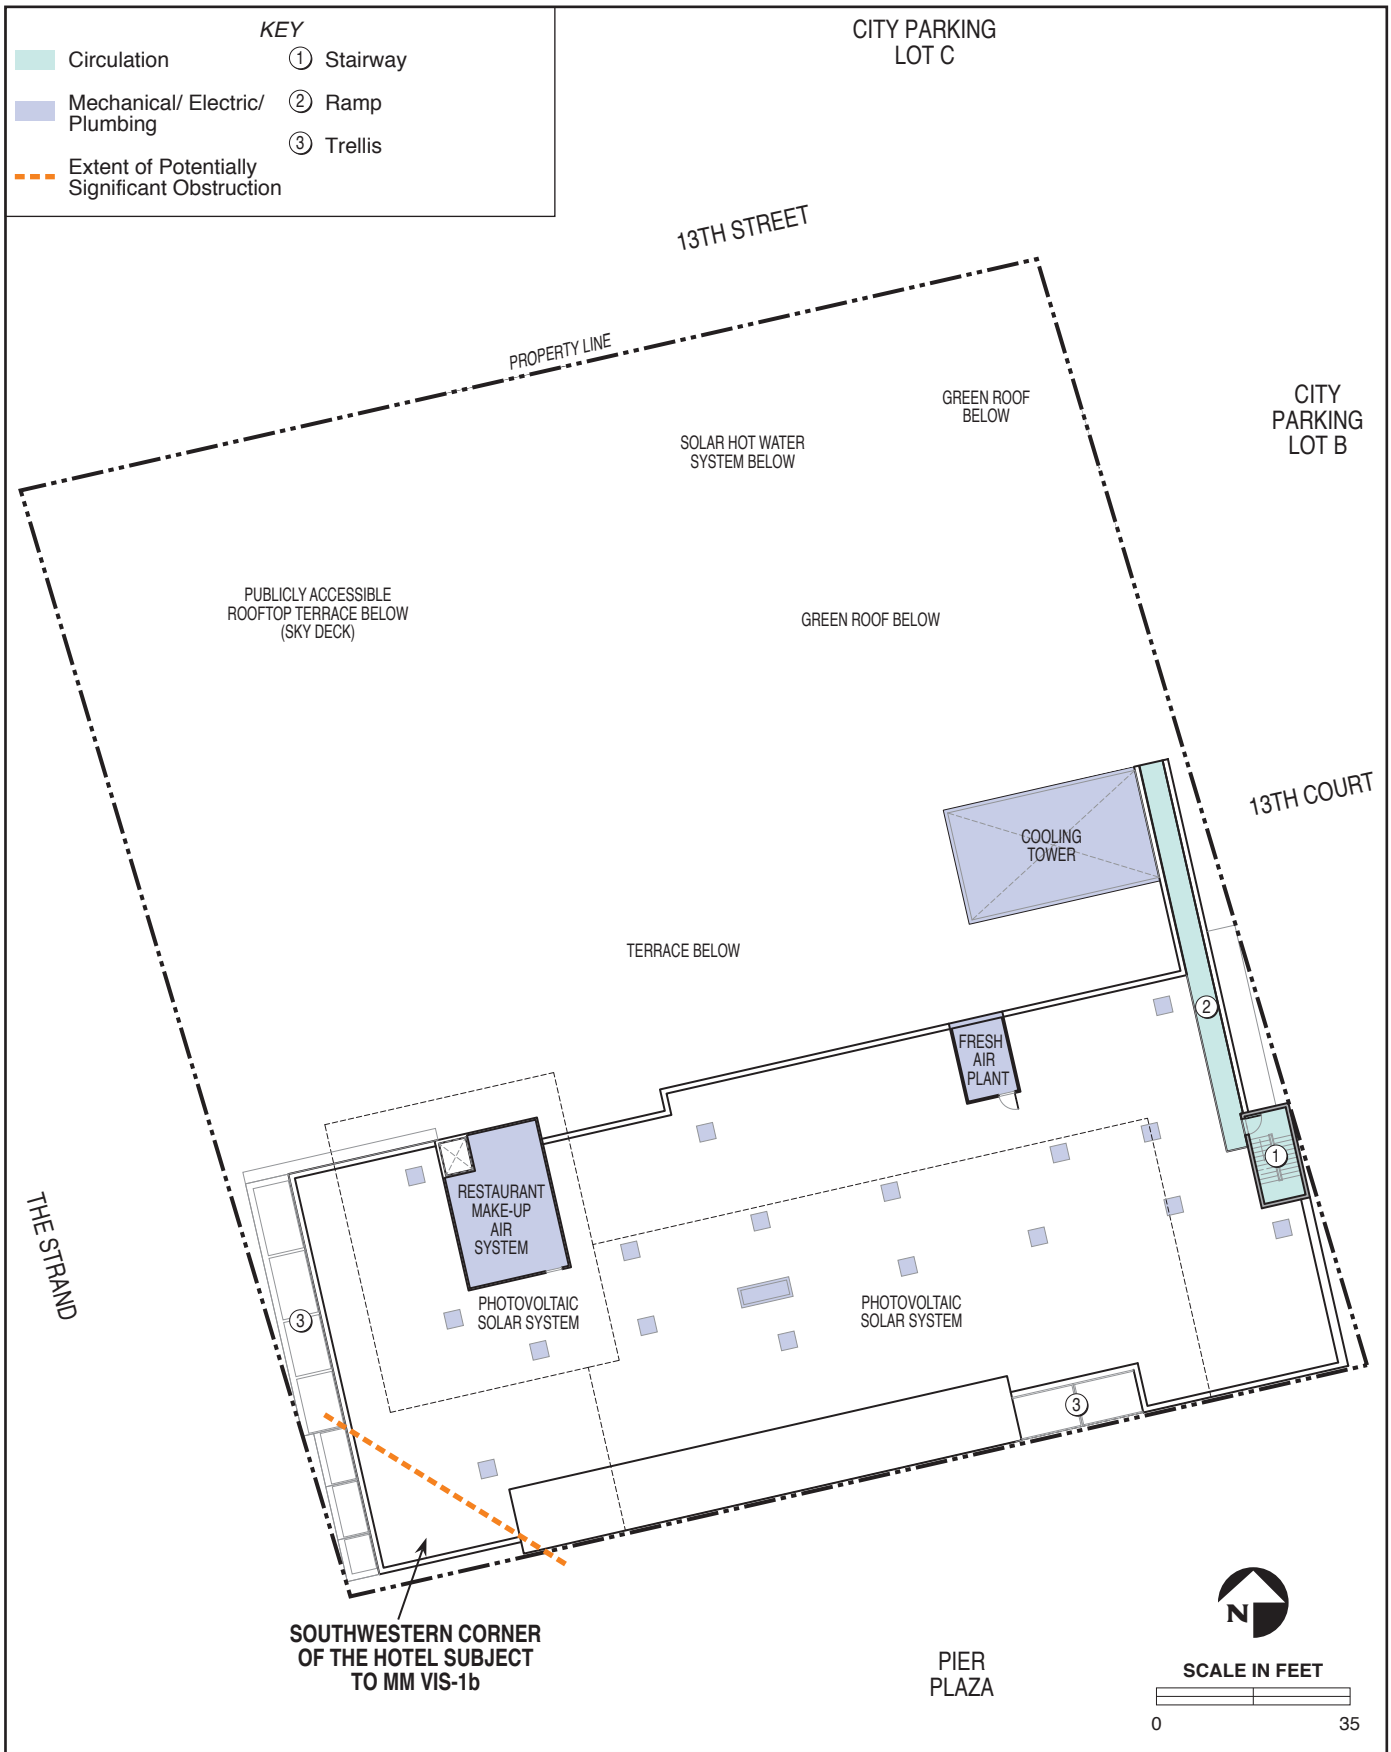 KEY
Circulation
Mechanical/ Electric/
Plumbing
Extent of Potentially
Significant Obstruction
1 Stairway
2 Ramp
3 Trellis
CITY PARKING
LOT C
13TH STREET
PROPERTY LINE
GREEN ROOF
BELOW
CITY
PARKING
LOT B
SOLAR HOT WATER
SYSTEM BELOW
PUBLICLY ACCESSIBLE
ROOFTOP TERRACE BELOW
(SKY DECK)
GREEN ROOF BELOW
13TH COURT
COOLING
TOWER
TERRACE BELOW
2
FRESH
AIR
PLANT
1
THE STRAND
RESTAURANT
MAKE-UP
AIR
SYSTEM
3
PHOTOVOLTAIC
SOLAR SYSTEM
PHOTOVOLTAIC
SOLAR SYSTEM
3
SOUTHWESTERN CORNER
OF THE HOTEL SUBJECT
TO MM VIS-1b
PIER
PLAZA
N
SCALE IN FEET
0 35